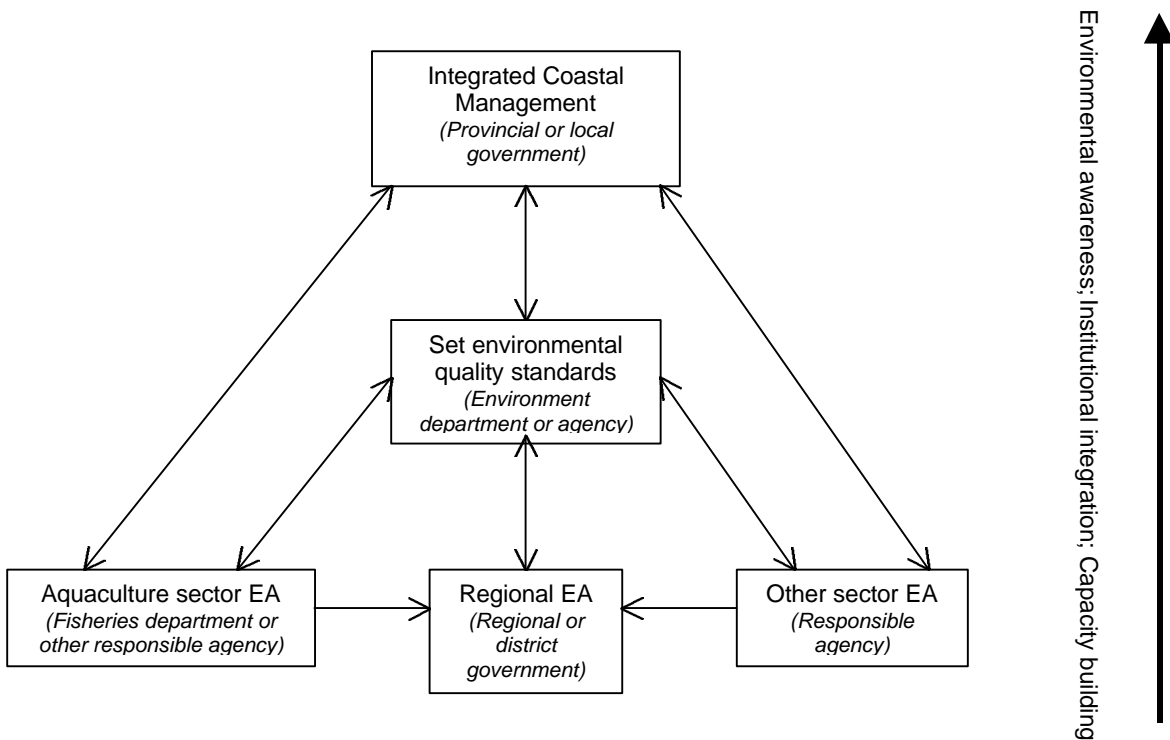 Integrated Coastal
Management
(Provincial or local
government)
Set environmental
quality standards
(Environment
department or agency)
Aquaculture sector EA
(Fisheries department or
other responsible agency)
Regional EA
(Regional or
district
government)
Other sector EA
(Responsible
agency)
Environmental awareness; Institutional integration; Capacity building